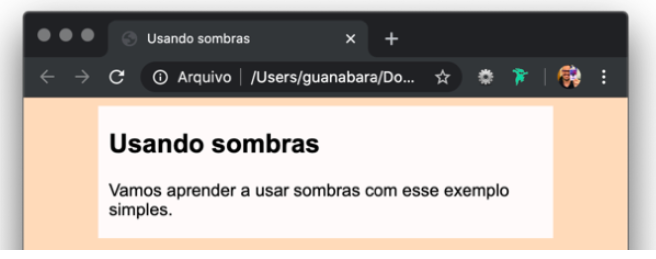 Usando sombras
Arquivo | /Users/guanabara/Do...
Usando sombras
Vamos aprender a usar sombras com esse exemplo
simples.